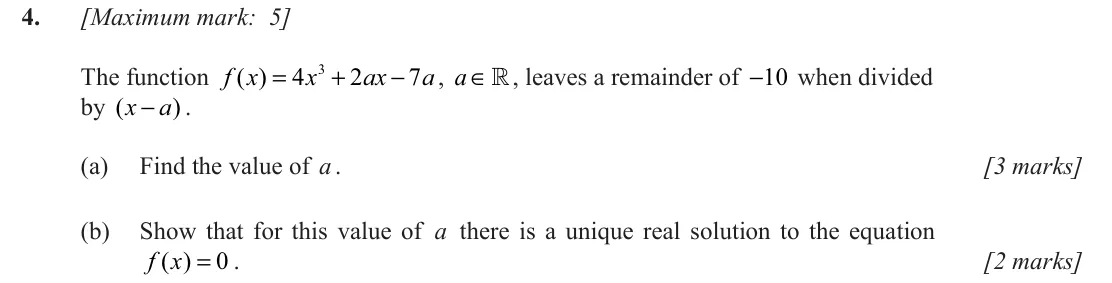 4. [Maximum mark: 5]
The function f(x) = 4x³ + 2ax − 7a, a ∈ ℝ, leaves a remainder of −10 when divided
by (x − a).
(a) Find the value of a. [3 marks]
(b) Show that for this value of a there is a unique real solution to the equation
f(x) = 0. [2 marks]